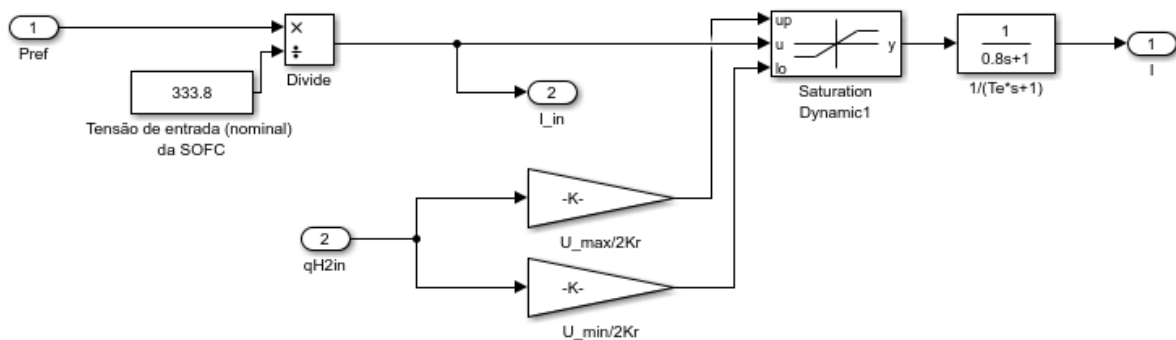 1
Pref
×
÷
Divide
333.8
Tensão de entrada (nominal)
da SOFC
2
I_in
up
u
lo
y
Saturation
Dynamic1
1
0.8s+1
1/(Te*s+1)
1
I
-K-
U_max/2Kr
2
qH2in
-K-
U_min/2Kr